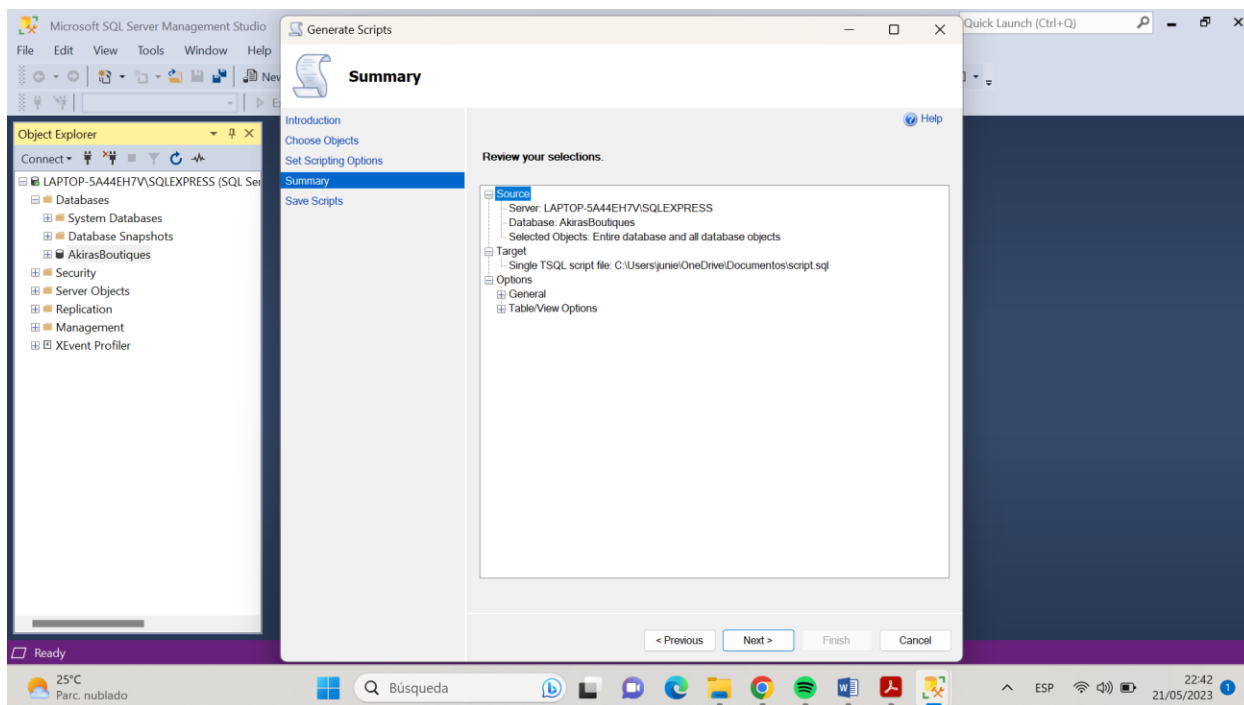 Microsoft SQL Server Management Studio
Quick Launch (Ctrl+Q)
File Edit View Tools Window Help
Generate Scripts
Summary
Introduction
Choose Objects
Set Scripting Options
Summary
Save Scripts
Help
Review your selections.
Source
Server: LAPTOP-5A44EH7V\SQLEXPRESS
Database: AkirasBoutiques
Selected Objects: Entire database and all database objects
Target
Single TSQL script file: C:\Users\junie\OneDrive\Documentos\script.sql
Options
General
Table/View Options
< Previous Next > Finish Cancel
Object Explorer
Connect
LAPTOP-5A44EH7V\SQLEXPRESS (SQL Ser
Databases
System Databases
Database Snapshots
AkirasBoutiques
Security
Server Objects
Replication
Management
XEvent Profiler
Ready
25°C
Parc. nublado
Búsqueda
ESP
22:42
21/05/2023
1